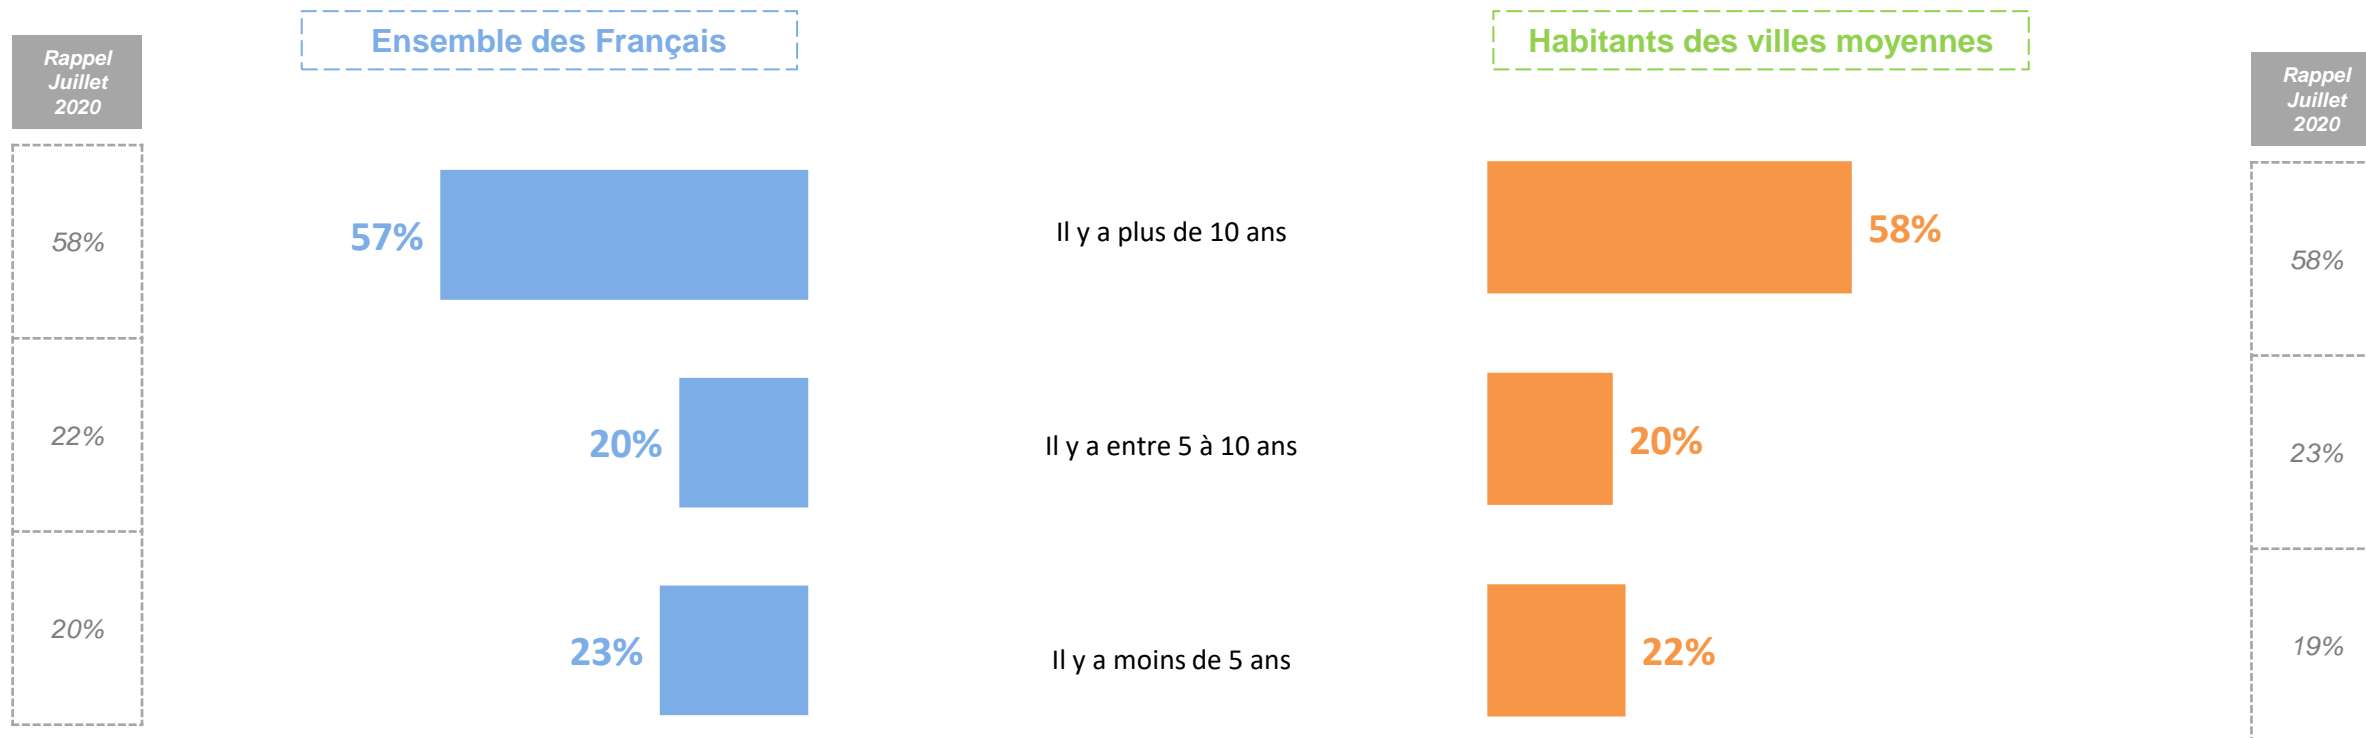 Ensemble des Français
Habitants des villes moyennes
Rappel
Juillet
2020
Rappel
Juillet
2020
58%
57%
Il y a plus de 10 ans
58%
58%
22%
20%
Il y a entre 5 à 10 ans
20%
23%
20%
23%
Il y a moins de 5 ans
22%
19%